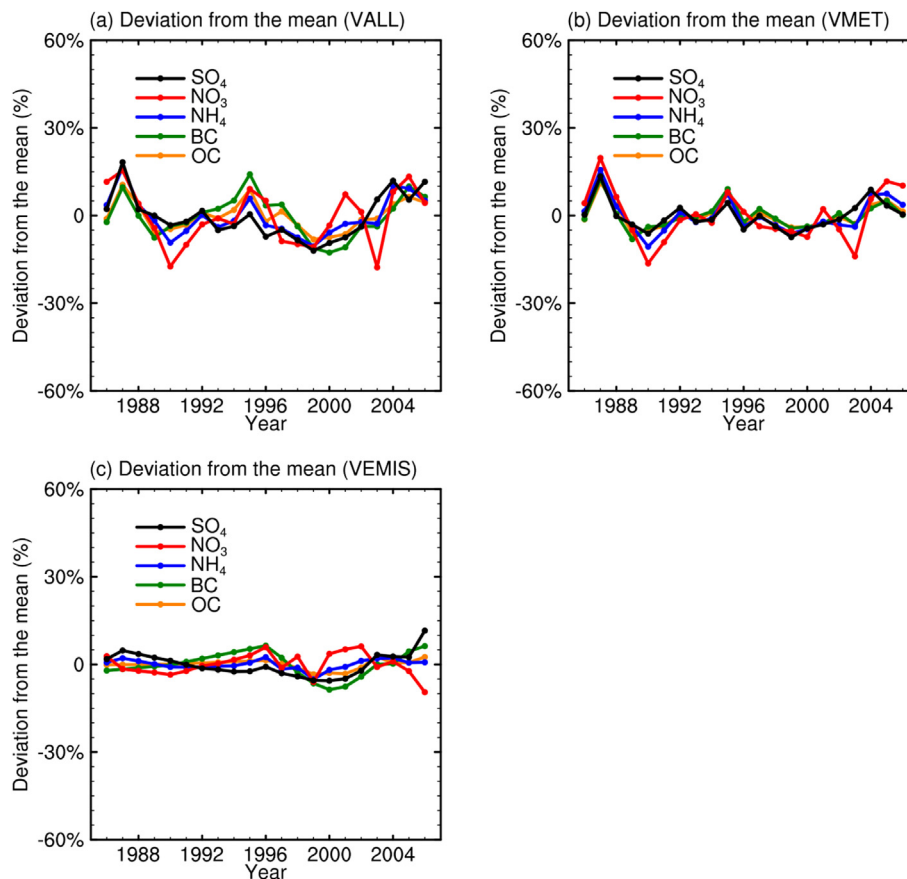 (a) Deviation from the mean (VALL)
60%
30%
0
-30%
-60%
Deviation from the mean (%)
SO₄
NO₃
NH₄
BC
OC
1988 1992 1996 2000 2004
Year
(b) Deviation from the mean (VMET)
60%
30%
0
-30%
-60%
Deviation from the mean (%)
SO₄
NO₃
NH₄
BC
OC
1988 1992 1996 2000 2004
Year
(c) Deviation from the mean (VEMIS)
60%
30%
0
-30%
-60%
Deviation from the mean (%)
SO₄
NO₃
NH₄
BC
OC
1988 1992 1996 2000 2004
Year